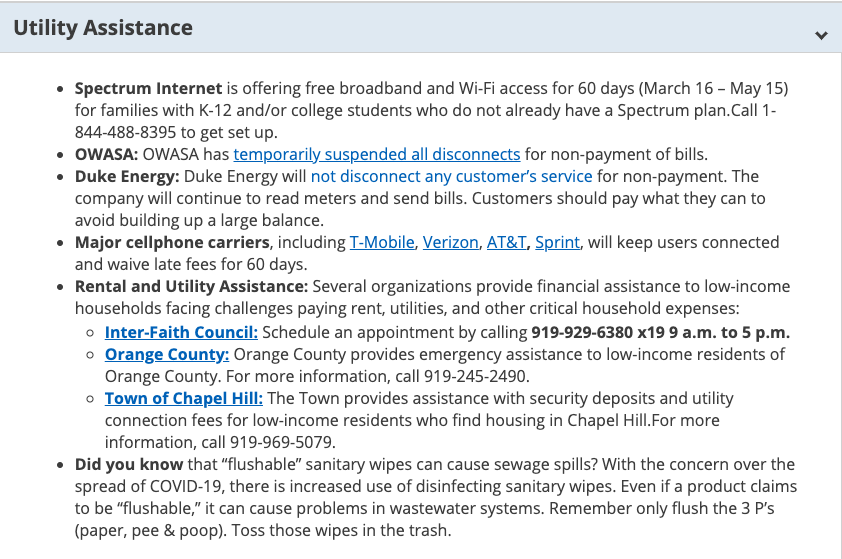 Utility Assistance
• Spectrum Internet is offering free broadband and Wi-Fi access for 60 days (March 16 – May 15)
for families with K-12 and/or college students who do not already have a Spectrum plan.Call 1-
844-488-8395 to get set up.
• OWASA: OWASA has temporarily suspended all disconnects for non-payment of bills.
• Duke Energy: Duke Energy will not disconnect any customer’s service for non-payment. The
company will continue to read meters and send bills. Customers should pay what they can to
avoid building up a large balance.
• Major cellphone carriers, including T-Mobile, Verizon, AT&T, Sprint, will keep users connected
and waive late fees for 60 days.
• Rental and Utility Assistance: Several organizations provide financial assistance to low-income
households facing challenges paying rent, utilities, and other critical household expenses:
◦ Inter-Faith Council: Schedule an appointment by calling 919-929-6380 x19 9 a.m. to 5 p.m.
◦ Orange County: Orange County provides emergency assistance to low-income residents of
Orange County. For more information, call 919-245-2490.
◦ Town of Chapel Hill: The Town provides assistance with security deposits and utility
connection fees for low-income residents who find housing in Chapel Hill.For more
information, call 919-969-5079.
• Did you know that “flushable” sanitary wipes can cause sewage spills? With the concern over the
spread of COVID-19, there is increased use of disinfecting sanitary wipes. Even if a product claims
to be “flushable,” it can cause problems in wastewater systems. Remember only flush the 3 P’s
(paper, pee & poop). Toss those wipes in the trash.